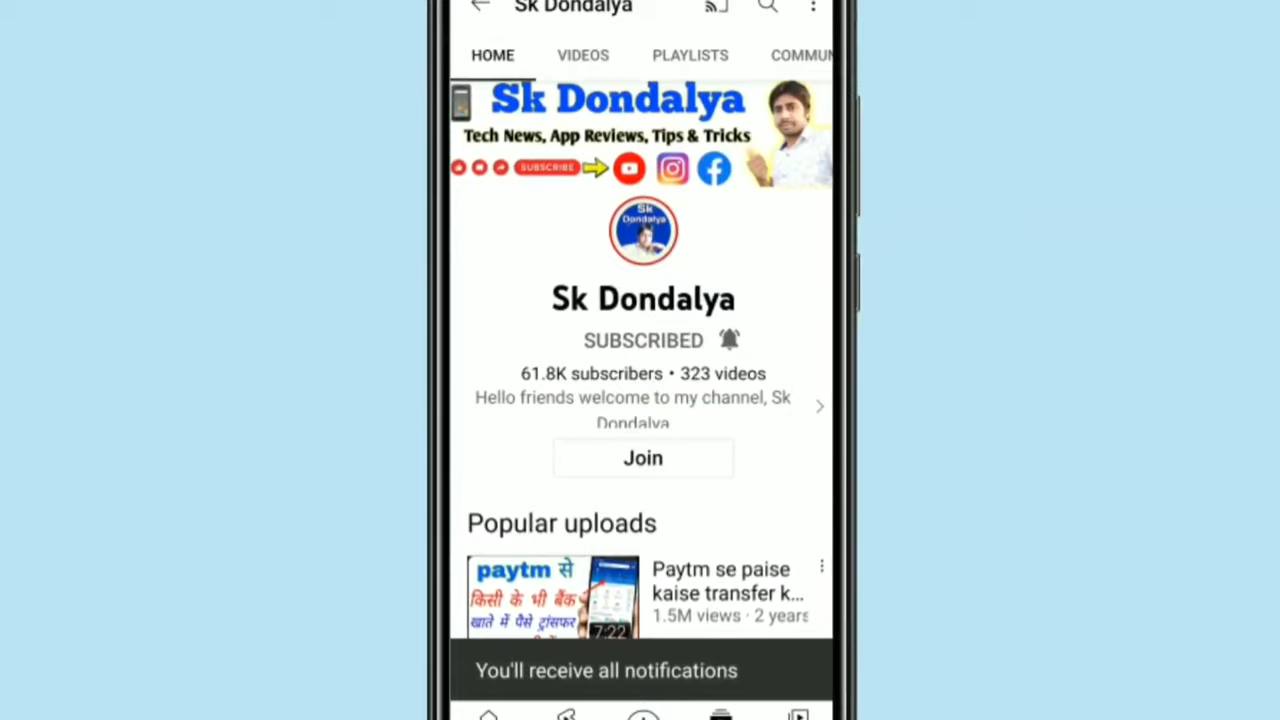 Sk Dondalya
HOME VIDEOS PLAYLISTS COMMUN
Sk Dondalya
Tech News, App Reviews, Tips & Tricks
SUBSCRIBE
Sk
Dondalya
Sk Dondalya
SUBSCRIBED
61.8K subscribers • 323 videos
Hello friends welcome to my channel, Sk
Dondalya
Join
Popular uploads
paytm से
किसी के भी बैंक
खाते में पैसे ट्रांसफर
7:22
Paytm se paise
kaise transfer k...
1.5M views · 2 years
You'll receive all notifications